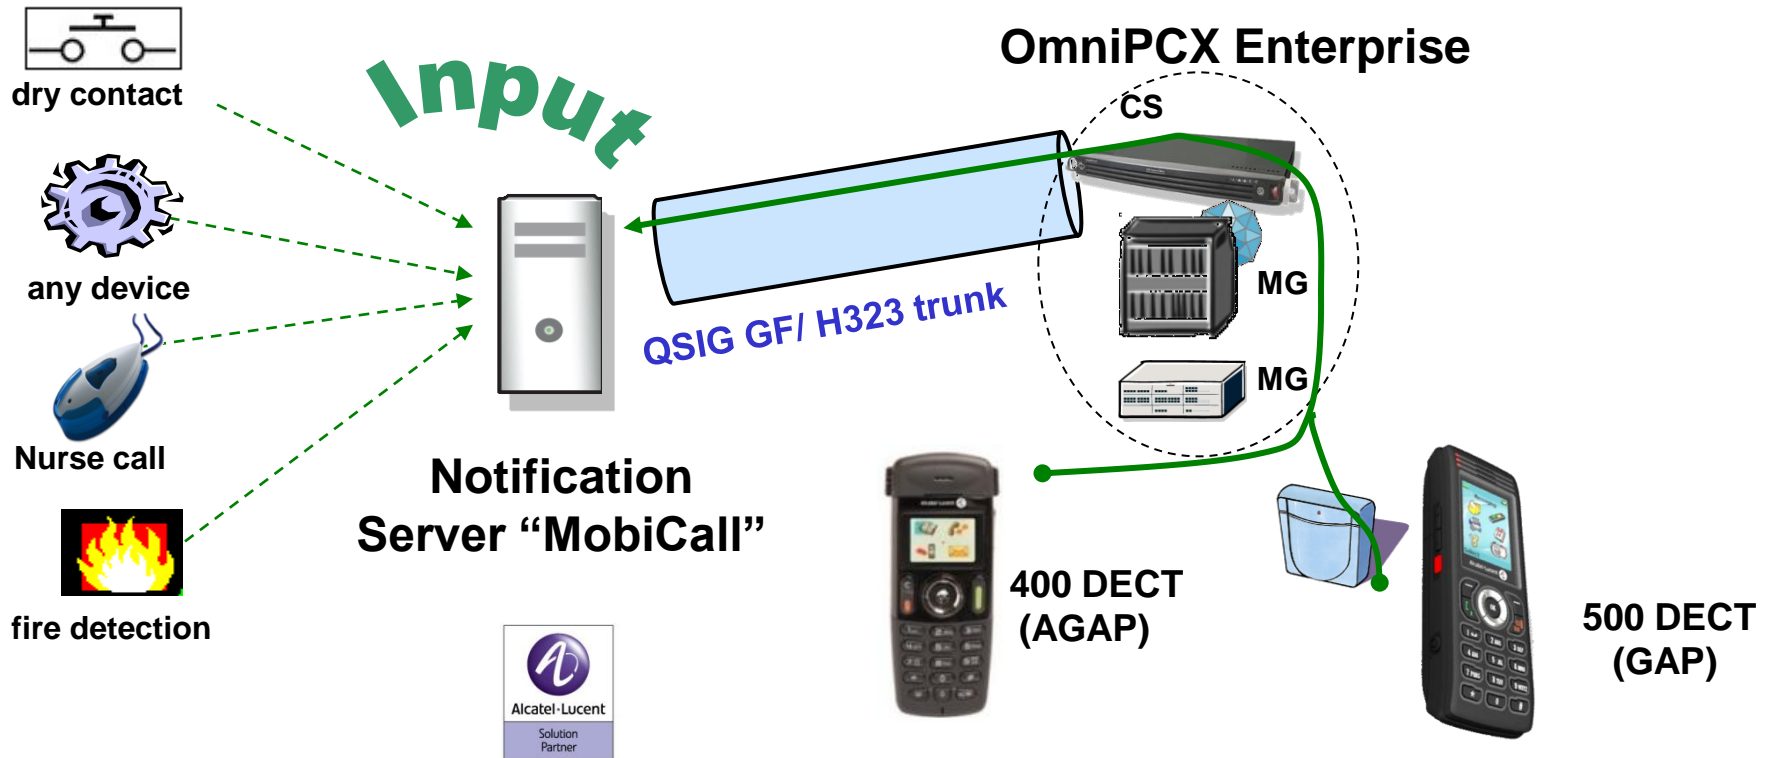 dry contact
Input
OmniPCX Enterprise
CS
any device
MG
QSIG GF/ H323 trunk
MG
Nurse call
Notification
Server “MobiCall”
fire detection
400 DECT
(AGAP)
500 DECT
(GAP)
Alcatel·Lucent
Solution
Partner